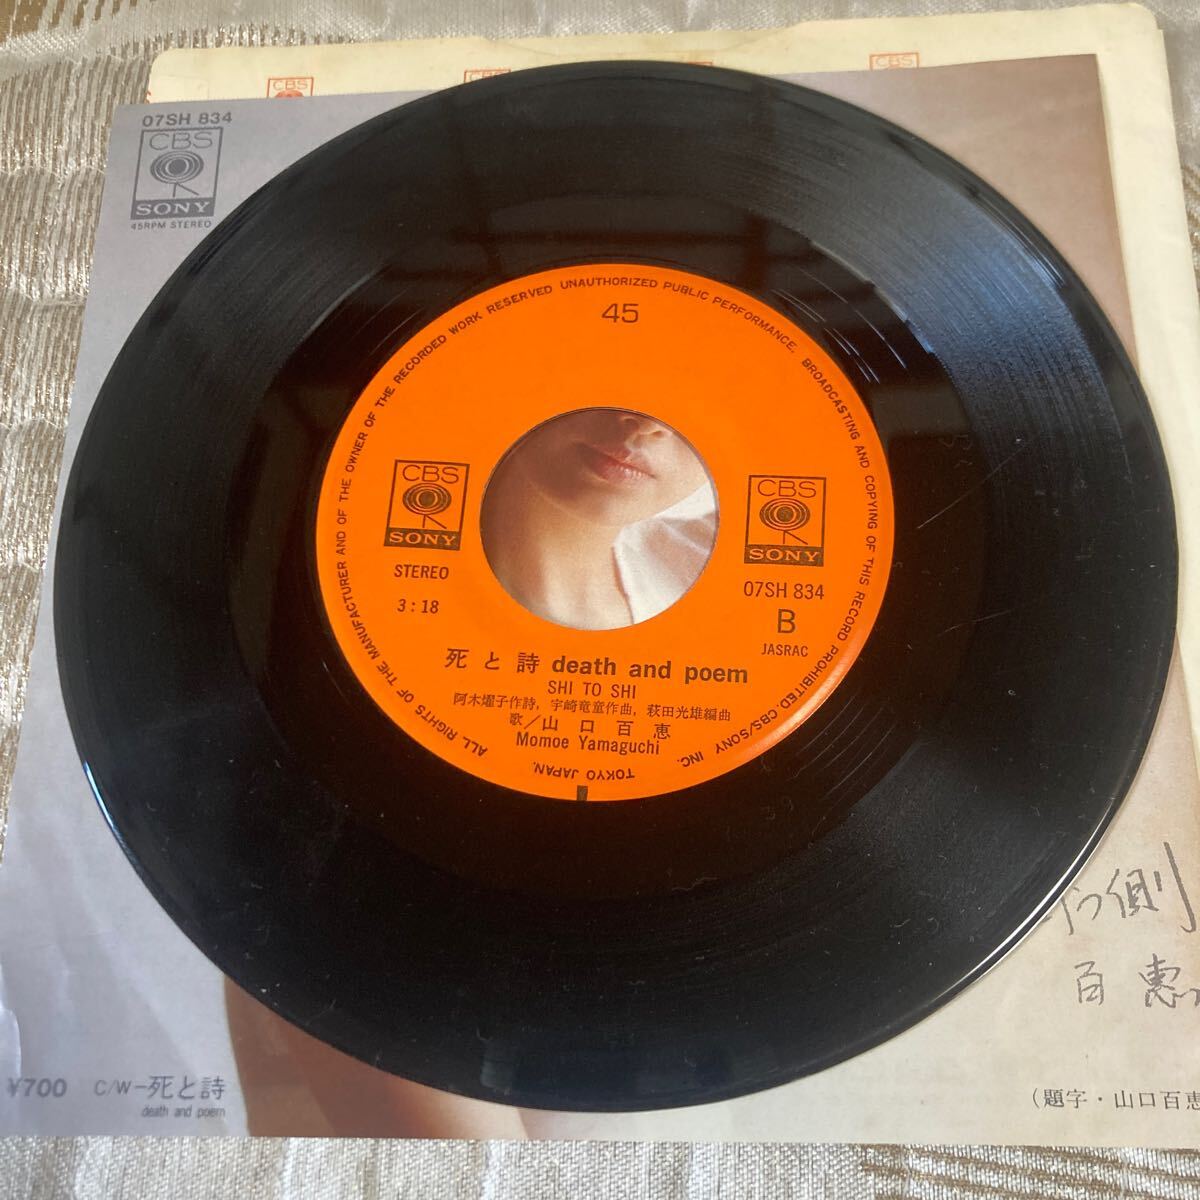 CBS
CBS
CBS
07SH 834
CBS
SONY
45RPM STEREO
ALL RIGHTS OF THE MANUFACTURER AND OF THE OWNER OF THE RECORDED WORK RESERVED UNAUTHORIZED PUBLIC PERFORMANCE, BROADCASTING AND COPYING OF THIS RECORD PROHIBITED. CBS/SONY INC. TOKYO JAPAN.
45
CBS
SONY
CBS
SONY
STEREO
3:18
07SH 834
B
JASRAC
死と詩 death and poem
SHI TO SHI
阿木燿子作詩, 宇崎竜童作曲, 萩田光雄編曲
歌/山口百恵
Momoe Yamaguchi
側
百恵
¥700
C/W-死と詩
death and poem
(題字・山口百恵